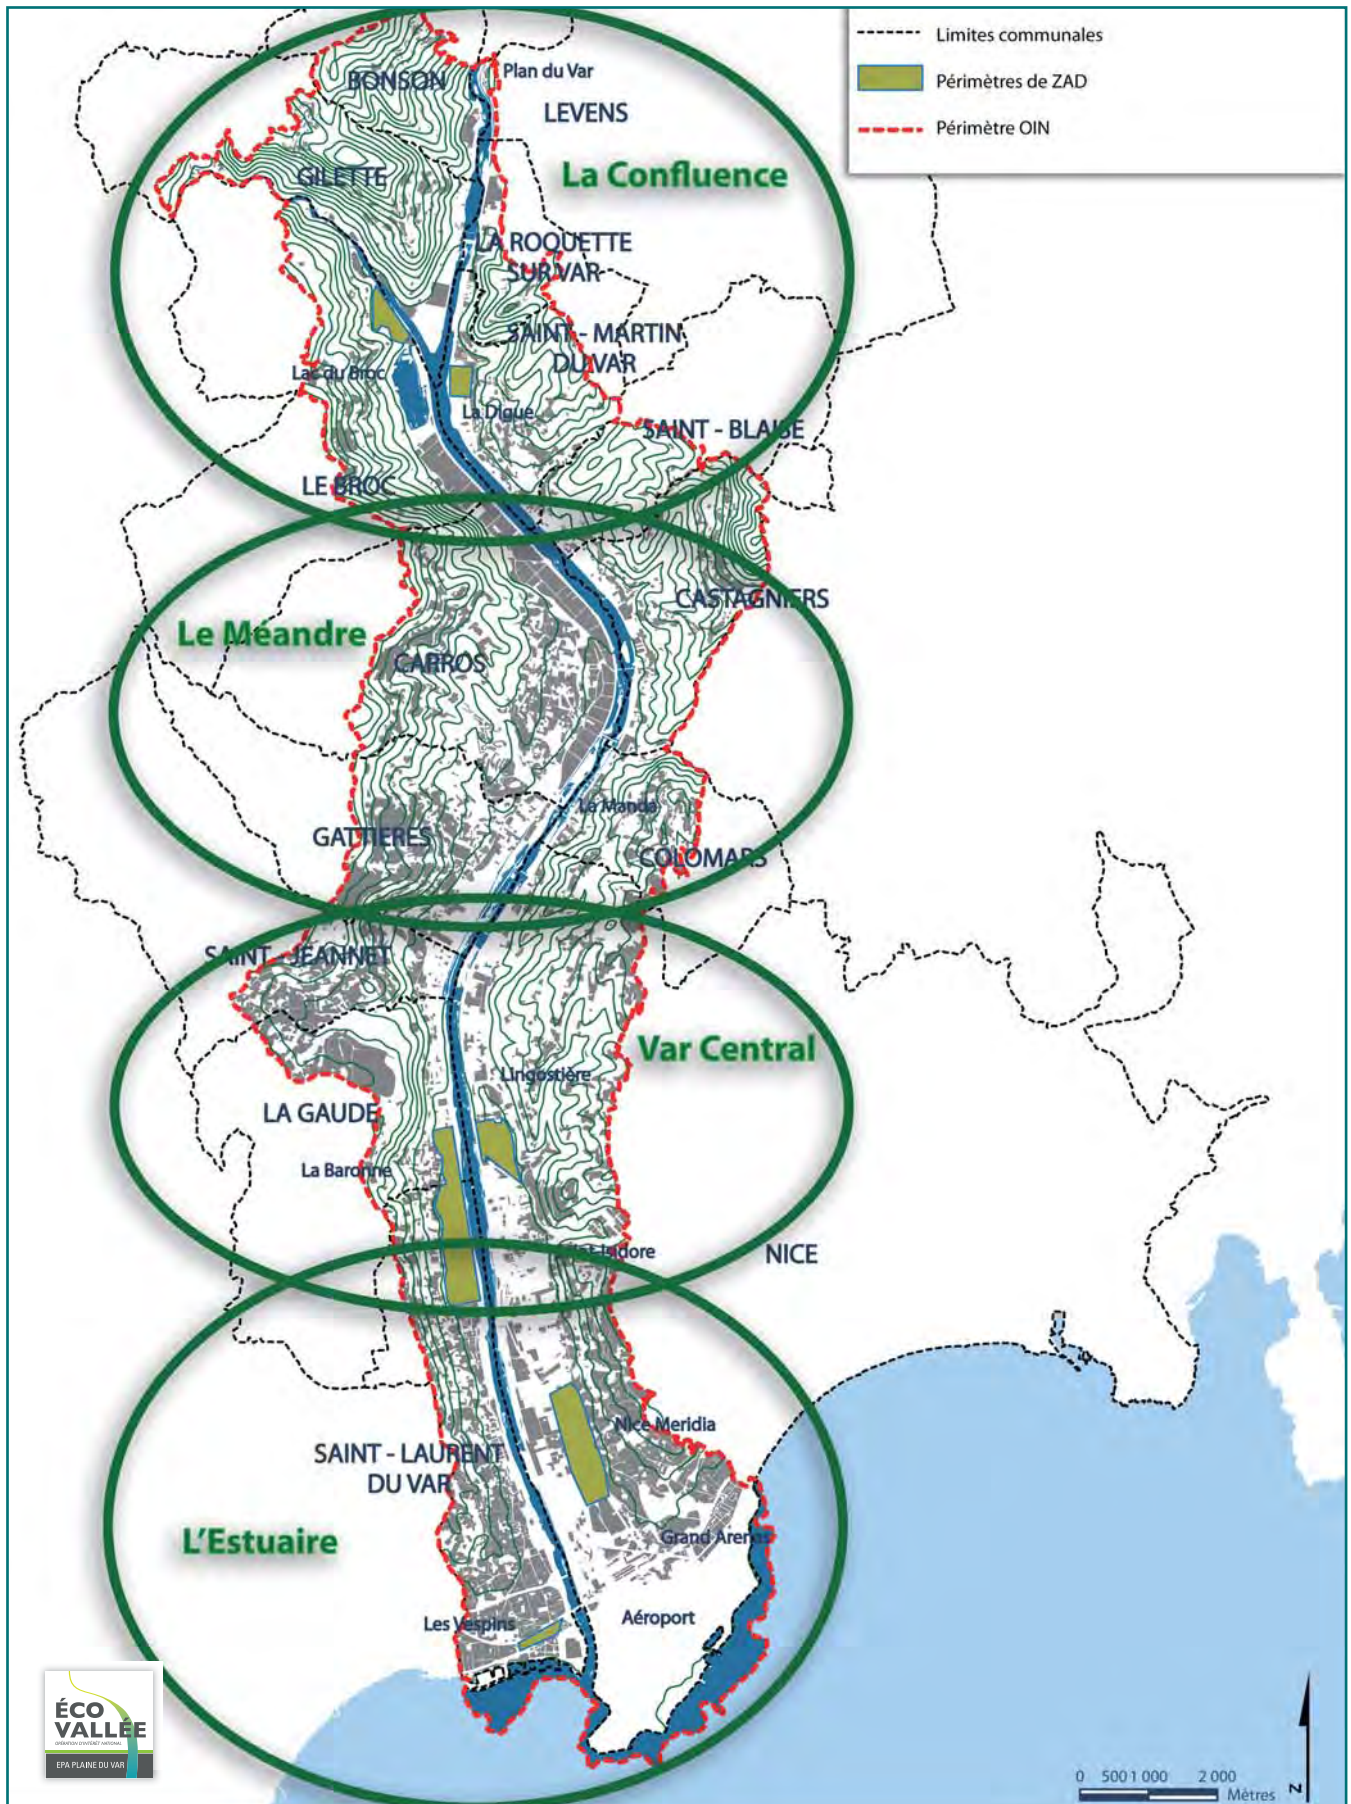 Limites communales
Périmètres de ZAD
Périmètre OIN
BONSON
Plan du Var
LEVENS
La Confluence
GILETTE
LA ROQUETTE
SUR VAR
SAINT - MARTIN
DU VAR
Lac du Broc
La Digue
SAINT - BLAISE
LE BROC
CASTAGNIERS
Le Méandre
CARROS
La Manda
GATTIERES
COLOMARS
SAINT - JEANNET
Var Central
Lingostière
LA GAUDE
La Baronne
Isidore
NICE
Nice Meridia
SAINT - LAURENT
DU VAR
L'Estuaire
Grand Arenas
Aéroport
Les Vespins
ÉCO
VALLÉE
OPÉRATION D'INTÉRÊT NATIONAL
EPA PLAINE DU VAR
0 500 1 000 2 000
Mètres
N